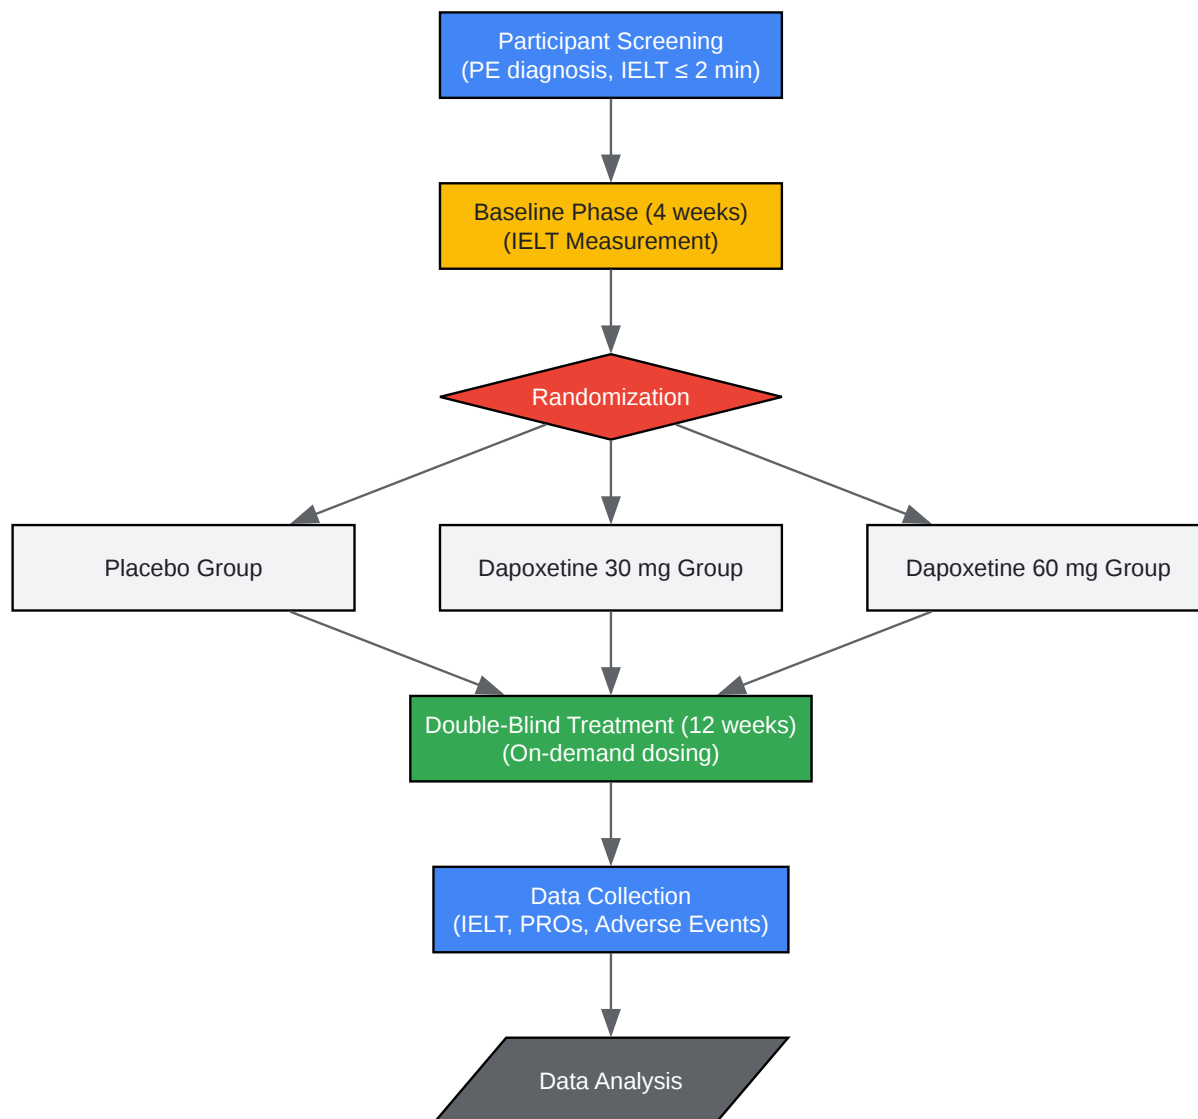 Participant Screening
(PE diagnosis, IELT ≤ 2 min)
Baseline Phase (4 weeks)
(IELT Measurement)
Randomization
Placebo Group
Dapoxetine 30 mg Group
Dapoxetine 60 mg Group
Double-Blind Treatment (12 weeks)
(On-demand dosing)
Data Collection
(IELT, PROs, Adverse Events)
Data Analysis